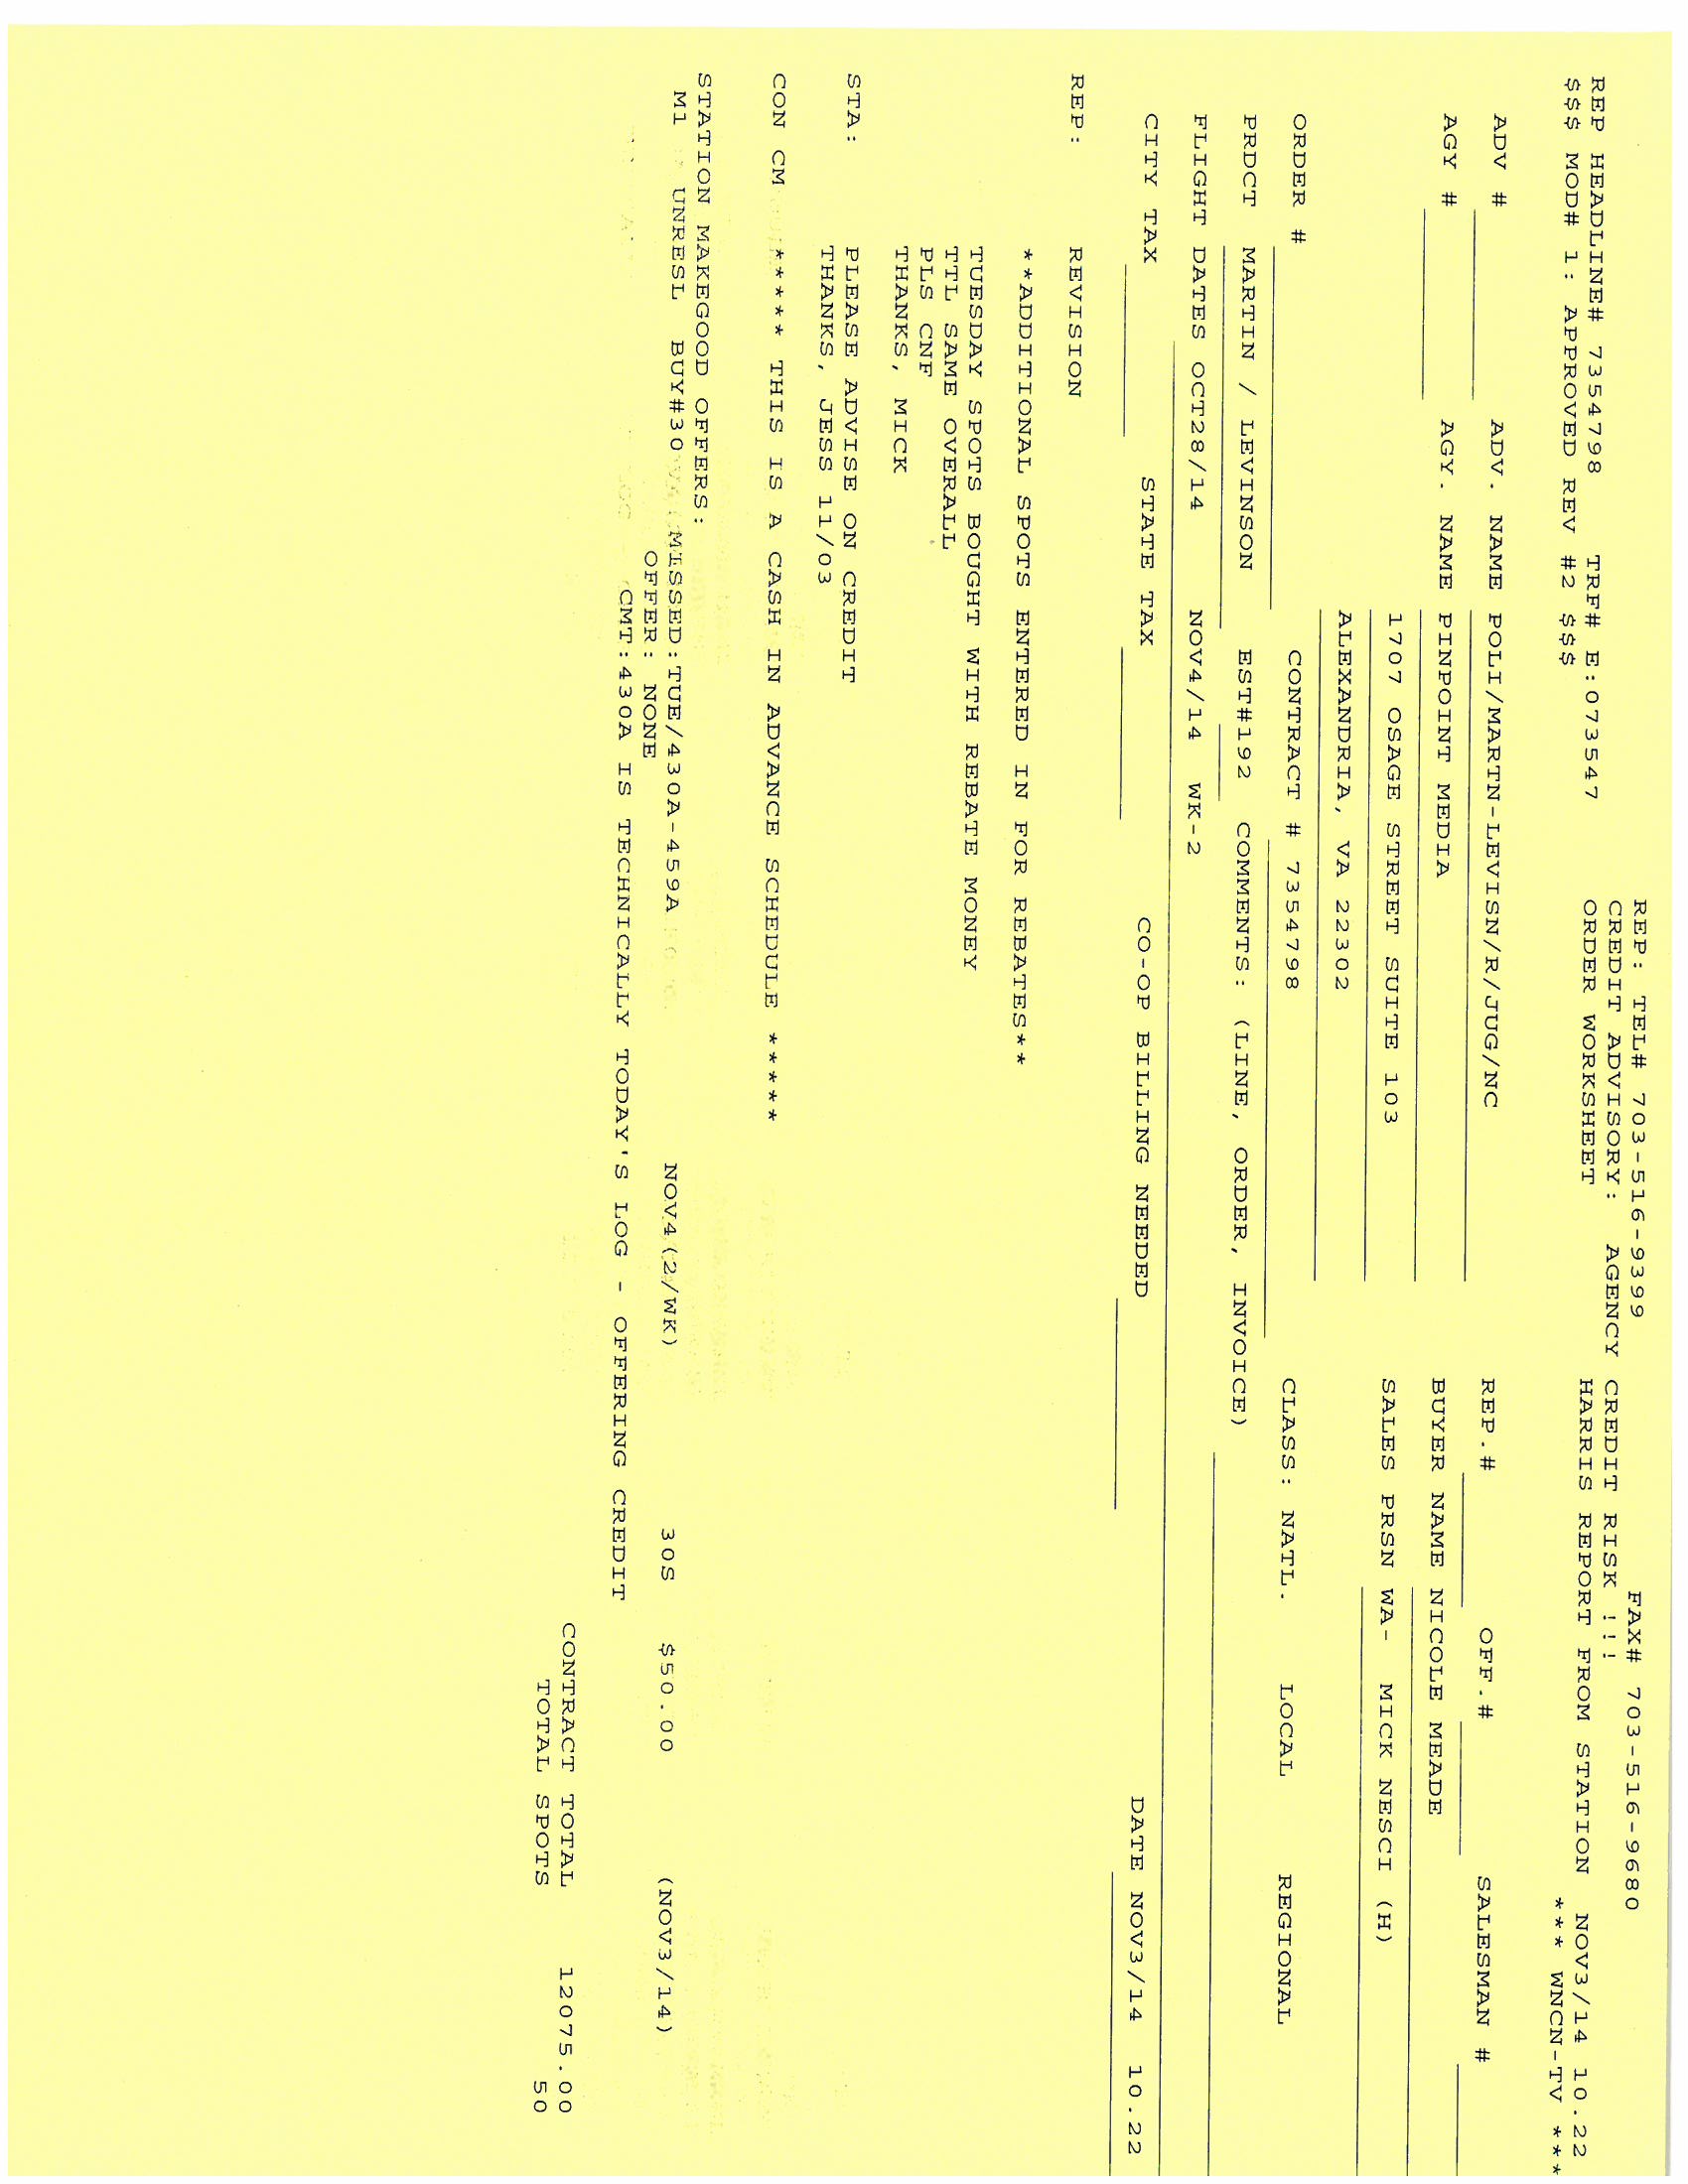 REP: TEL# 703-516-9399 FAX# 703-516-9680
CREDIT ADVISORY: AGENCY CREDIT RISK !!!
REP HEADLINE# 7354798 TRF# E:073547 ORDER WORKSHEET HARRIS REPORT FROM STATION NOV3/14 10.22
$$$ MOD# 1: APPROVED REV #2 $$$ *** WNCN-TV ***
ADV # ADV. NAME POLI/MARTN-LEVISN/R/JUG/NC REP.# OFF.# SALESMAN #
AGY # AGY. NAME PINPOINT MEDIA BUYER NAME NICOLE MEADE
1707 OSAGE STREET SUITE 103 SALES PRSN WA- MICK NESCI (H)
ALEXANDRIA, VA 22302
ORDER # CONTRACT # 7354798 CLASS: NATL. LOCAL REGIONAL
PRDCT MARTIN / LEVINSON EST#192 COMMENTS: (LINE, ORDER, INVOICE)
FLIGHT DATES OCT28/14 NOV4/14 WK-2
CITY TAX STATE TAX CO-OP BILLING NEEDED DATE NOV3/14 10.22
REP: REVISION
**ADDITIONAL SPOTS ENTERED IN FOR REBATES**
TUESDAY SPOTS BOUGHT WITH REBATE MONEY
TTL SAME OVERALL
PLS CNF
THANKS, MICK
STA: PLEASE ADVISE ON CREDIT
THANKS, JESS 11/03
CON CM ***** THIS IS A CASH IN ADVANCE SCHEDULE *****
STATION MAKEGOOD OFFERS:
M1 UNRESL BUY#30 MISSED:TUE/430A-459A NOV4(2/WK) 30S $50.00 (NOV3/14)
OFFER: NONE
CMT:430A IS TECHNICALLY TODAY'S LOG - OFFERING CREDIT
CONTRACT TOTAL 12075.00
TOTAL SPOTS 50